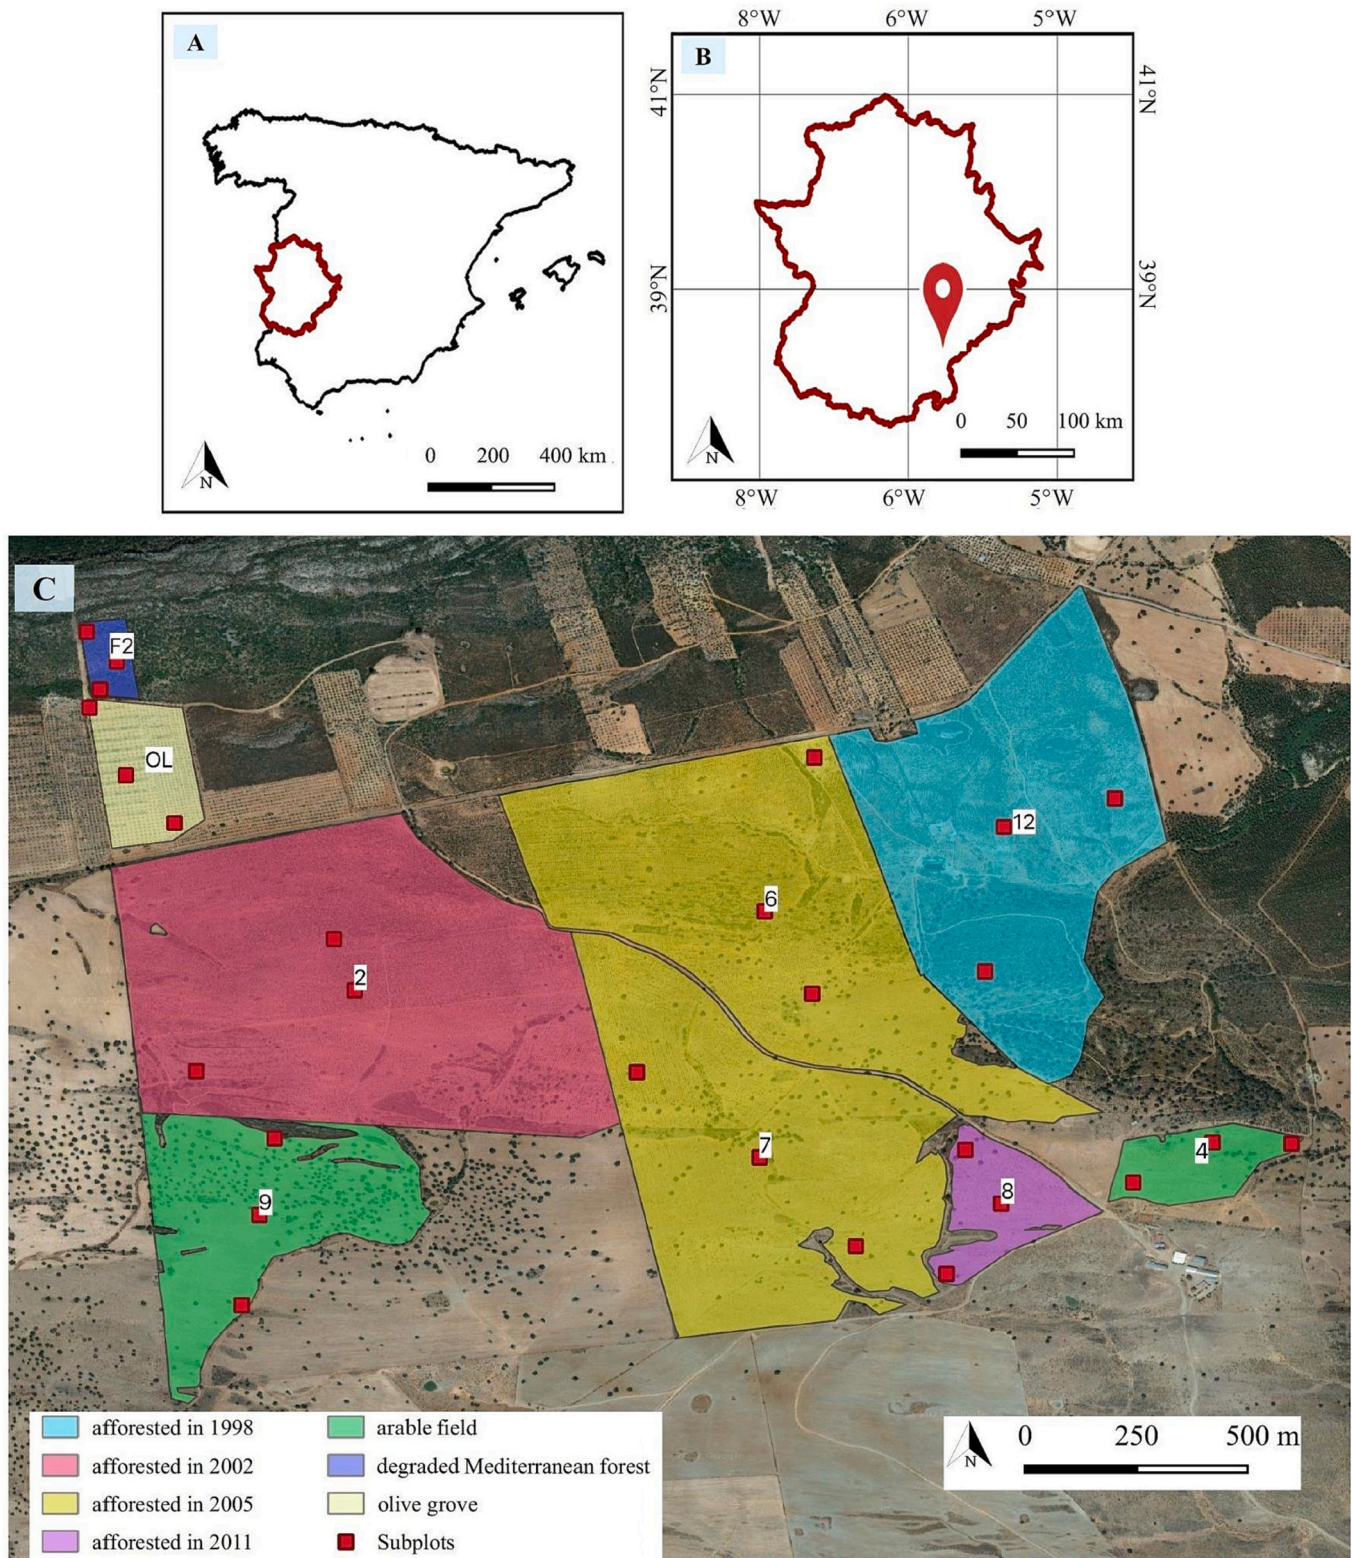 A
0 200 400 km
N
B
8°W 6°W 5°W
41°N 41°N
39°N 39°N
0 50 100 km
N
8°W 6°W 5°W
C
F2
OL
12
6
2
7
4
8
9
afforested in 1998
afforested in 2002
afforested in 2005
afforested in 2011
arable field
degraded Mediterranean forest
olive grove
Subplots
0 250 500 m
N